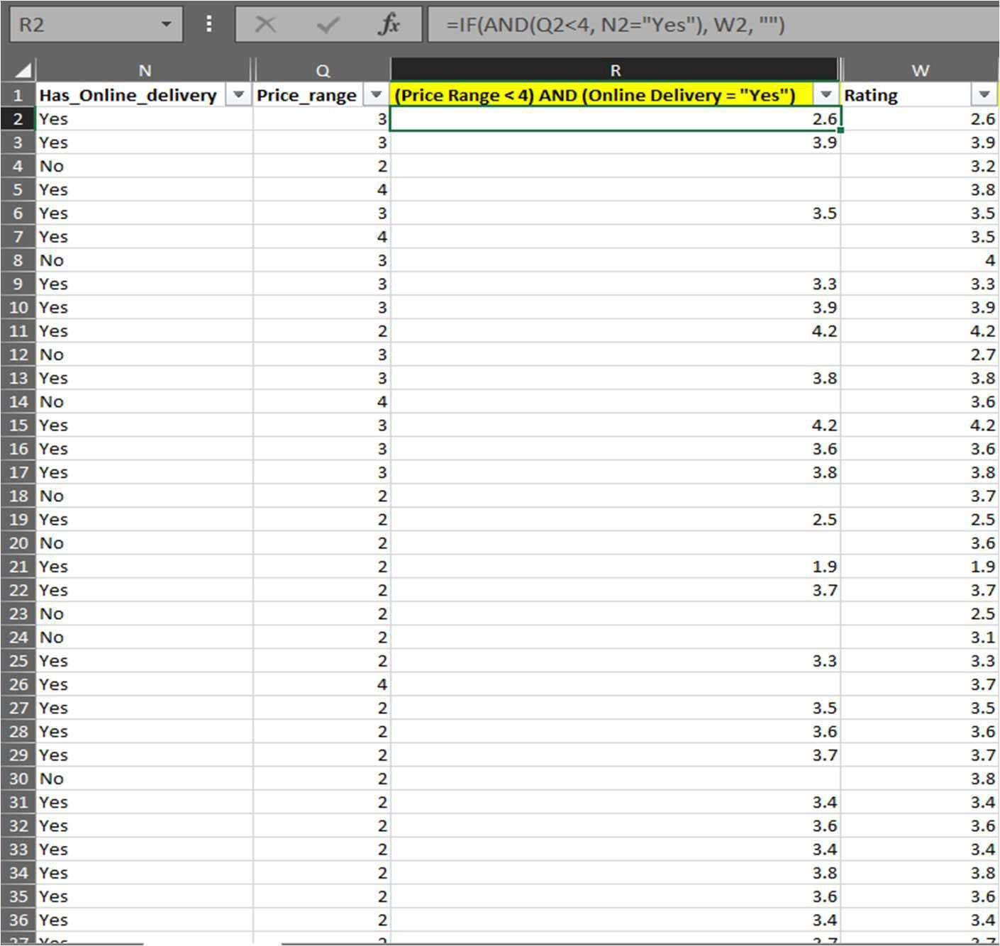 R2 fx =IF(AND(Q2<4, N2="Yes"), W2, "")
N Q R W
1 Has_Online_delivery Price_range (Price Range < 4) AND (Online Delivery = "Yes") Rating
2 Yes 3 2.6 2.6
3 Yes 3 3.9 3.9
4 No 2 3.2
5 Yes 4 3.8
6 Yes 3 3.5 3.5
7 Yes 4 3.5
8 No 3 4
9 Yes 3 3.3 3.3
10 Yes 3 3.9 3.9
11 Yes 2 4.2 4.2
12 No 3 2.7
13 Yes 3 3.8 3.8
14 No 4 3.6
15 Yes 3 4.2 4.2
16 Yes 3 3.6 3.6
17 Yes 3 3.8 3.8
18 No 2 3.7
19 Yes 2 2.5 2.5
20 No 2 3.6
21 Yes 2 1.9 1.9
22 Yes 2 3.7 3.7
23 No 2 2.5
24 No 2 3.1
25 Yes 2 3.3 3.3
26 Yes 4 3.7
27 Yes 2 3.5 3.5
28 Yes 2 3.6 3.6
29 Yes 2 3.7 3.7
30 No 2 3.8
31 Yes 2 3.4 3.4
32 Yes 2 3.6 3.6
33 Yes 2 3.4 3.4
34 Yes 2 3.8 3.8
35 Yes 2 3.6 3.6
36 Yes 2 3.4 3.4